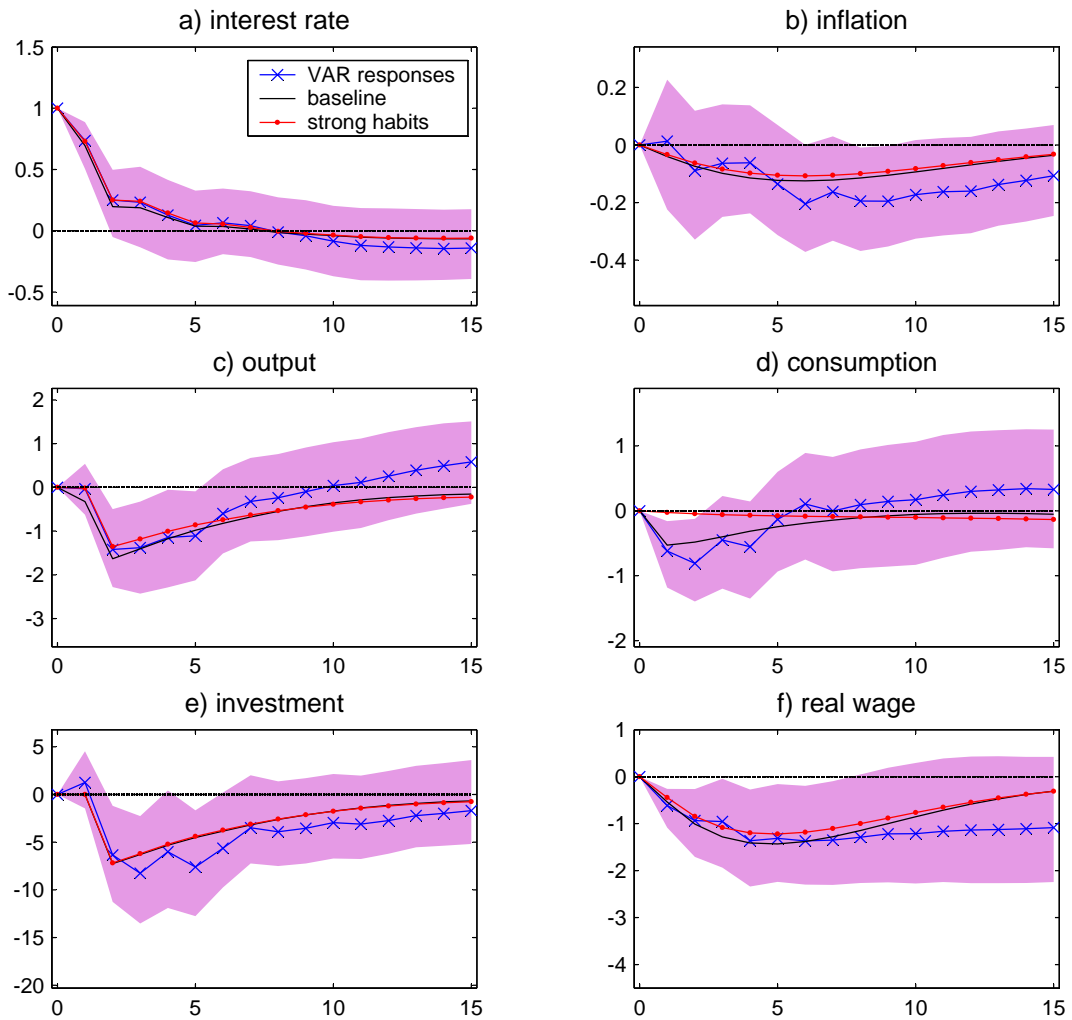 a) interest rate
1.5
1
0.5
0
-0.5
0 5 10 15
VAR responses
baseline
strong habits
b) inflation
0.2
0
-0.2
-0.4
0 5 10 15
c) output
2
1
0
-1
-2
-3
0 5 10 15
d) consumption
1
0
-1
-2
0 5 10 15
e) investment
5
0
-5
-10
-15
-20
0 5 10 15
f) real wage
1
0
-1
-2
-3
-4
0 5 10 15